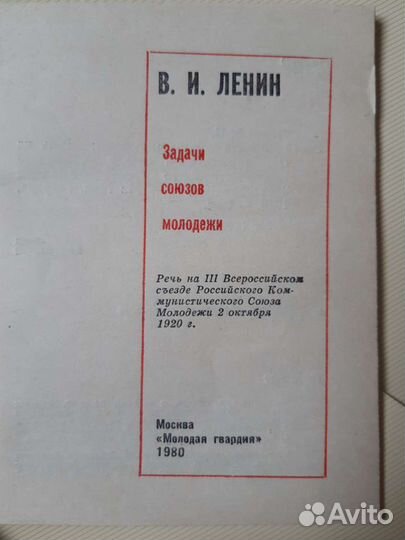 В. И. ЛЕНИН
Задачи
союзов
молодежи
Речь на III Всероссийском
съезде Российского Ком-
мунистического Союза
Молодежи 2 октября
1920 г.
Москва
«Молодая гвардия»
1980
Avito